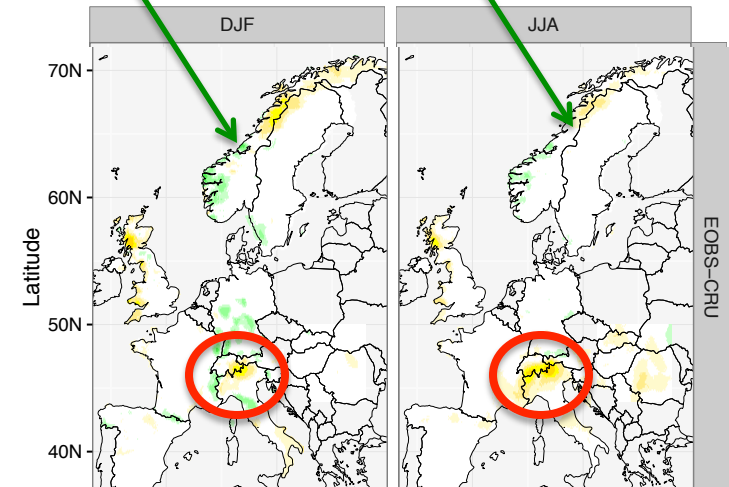 DJF
JJA
70N
60N
50N
40N
Latitude
EOBS−CRU